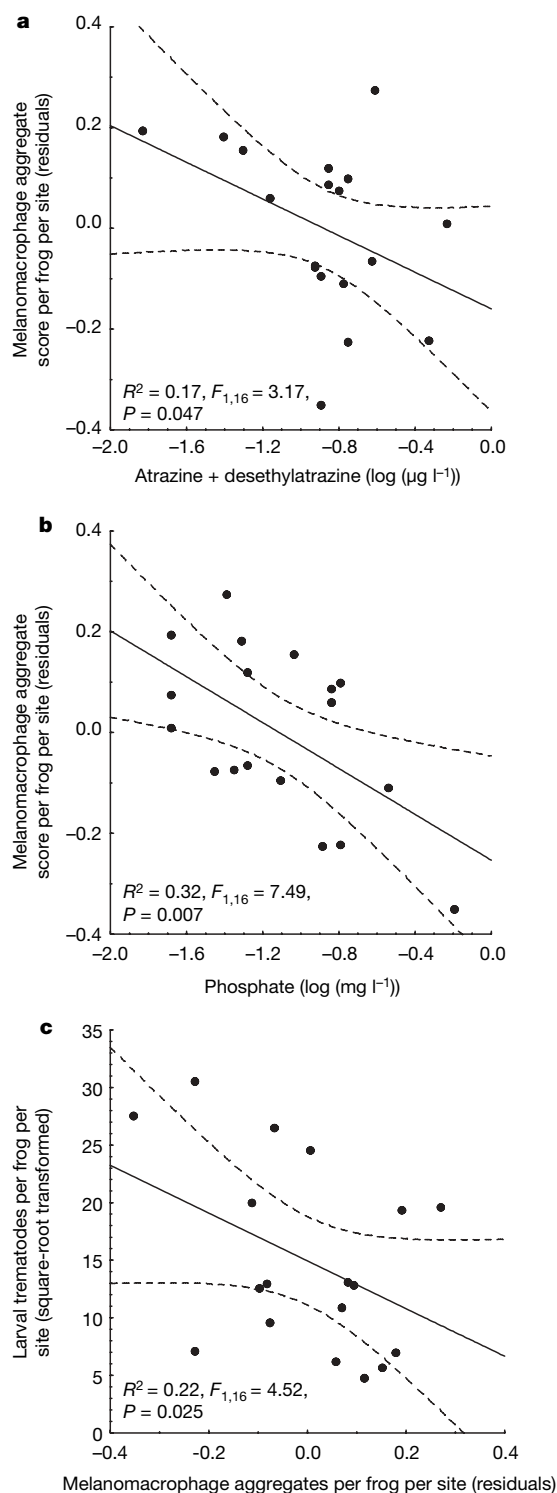 a
Melanomacrophage aggregate
score per frog per site (residuals)
0.4
0.2
0.0
−0.2
−0.4
R² = 0.17, F1,16 = 3.17,
P = 0.047
−2.0 −1.6 −1.2 −0.8 −0.4 0.0
Atrazine + desethylatrazine (log (µg l⁻¹))
b
Melanomacrophage aggregate
score per frog per site (residuals)
0.4
0.2
0.0
−0.2
−0.4
R² = 0.32, F1,16 = 7.49,
P = 0.007
−2.0 −1.6 −1.2 −0.8 −0.4 0.0
Phosphate (log (mg l⁻¹))
c
Larval trematodes per frog per
site (square-root transformed)
35
30
25
20
15
10
5
0
R² = 0.22, F1,16 = 4.52,
P = 0.025
−0.4 −0.2 0.0 0.2 0.4
Melanomacrophage aggregates per frog per site (residuals)